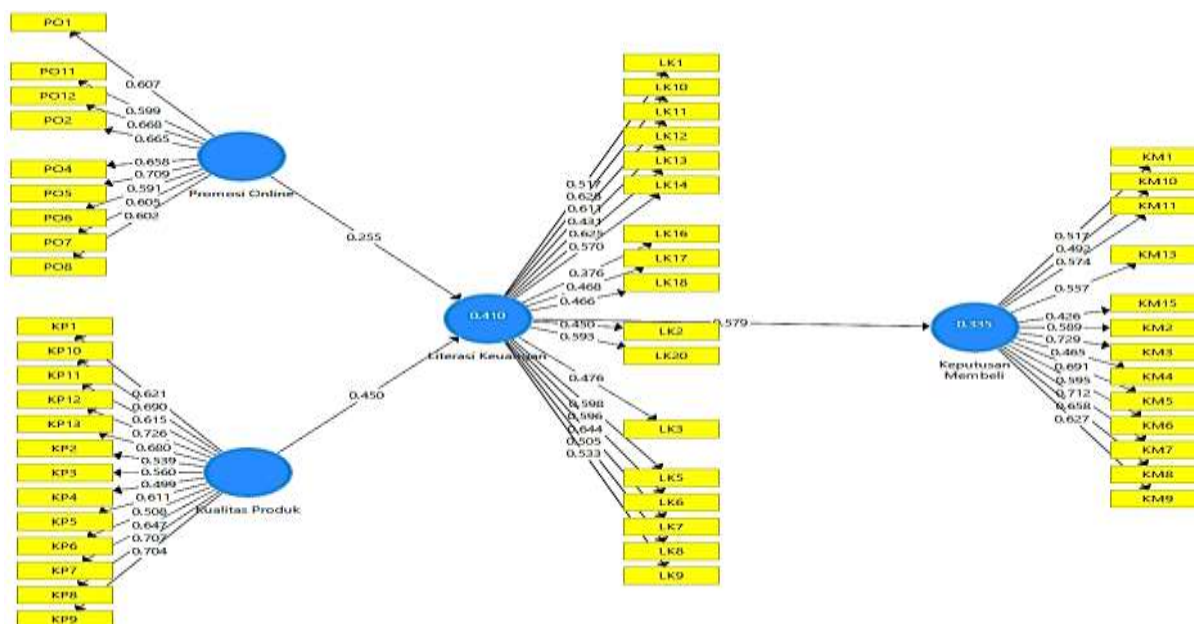 PO1
PO11
PO12
PO2
PO4
PO5
PO6
PO7
PO8
0.607
0.599
0.668
0.665
0.658
0.709
0.591
0.605
0.602
Promosi Online
0.255
KP1
KP10
KP11
KP12
KP13
KP2
KP3
KP4
KP5
KP6
KP7
KP8
KP9
0.621
0.690
0.615
0.726
0.680
0.539
0.560
0.499
0.611
0.508
0.647
0.707
0.704
Kualitas Produk
0.450
0.410
Literasi Keuangan
LK1
LK10
LK11
LK12
LK13
LK14
LK16
LK17
LK18
LK2
LK20
LK3
LK5
LK6
LK7
LK8
LK9
0.517
0.628
0.611
0.431
0.625
0.570
0.376
0.468
0.466
0.450
0.593
0.476
0.598
0.596
0.644
0.505
0.533
0.579
0.335
Keputusan
Membeli
KM1
KM10
KM11
KM13
KM15
KM2
KM3
KM4
KM5
KM6
KM7
KM8
KM9
0.517
0.492
0.574
0.557
0.426
0.589
0.729
0.465
0.691
0.595
0.712
0.658
0.627